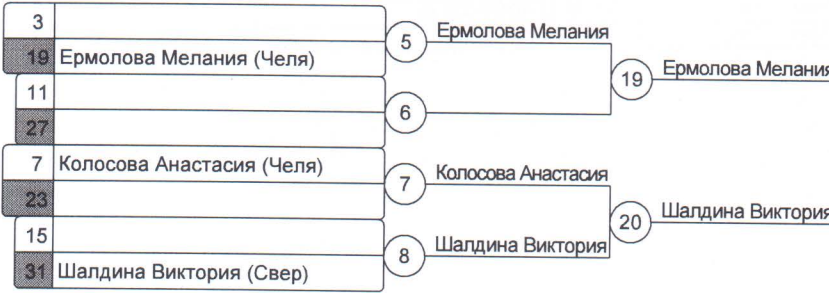 3
19 Ермолова Мелания (Челя)
11
27
7 Колосова Анастасия (Челя)
23
15
31 Шалдина Виктория (Свер)
5
6
7
8
Ермолова Мелания
Колосова Анастасия
Шалдина Виктория
19
20
Ермолова Мелания
Шалдина Виктория